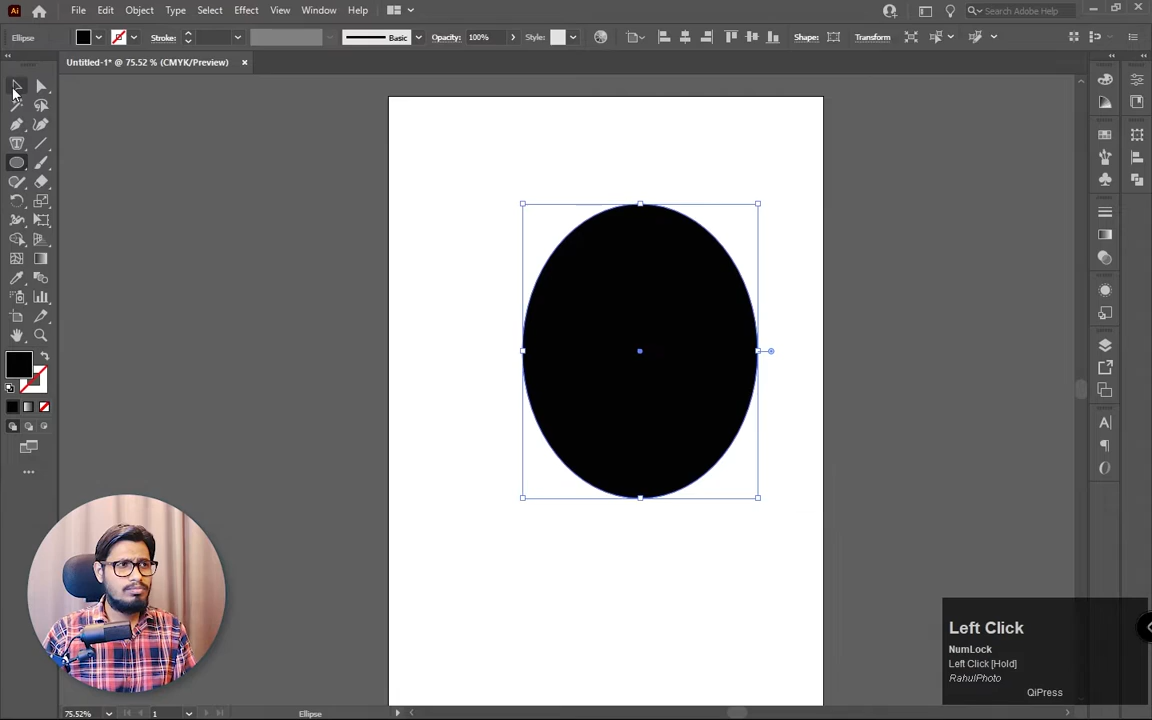 Ai File Edit Object Type Select Effect View Window Help Search Adobe Help
Ellipse Stroke: Basic Opacity: 100% Style: Shape: Transform
Untitled-1* @ 75.52 % (CMYK/Preview) ×
Left Click
NumLock
Left Click [Hold]
RahulPhoto
QiPress
75.52% 1 Ellipse